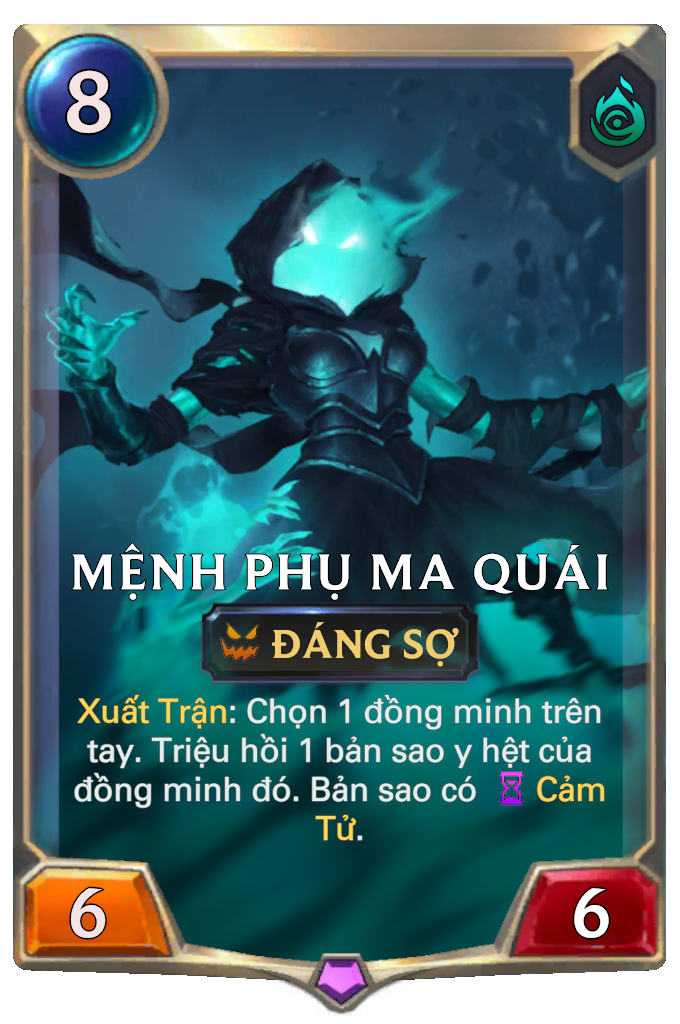 8
MỆNH PHỤ MA QUÁI
ĐÁNG SỢ
Xuất Trận: Chọn 1 đồng minh trên
tay. Triệu hồi 1 bản sao y hệt của
đồng minh đó. Bản sao có Cảm
Tử.
6
6